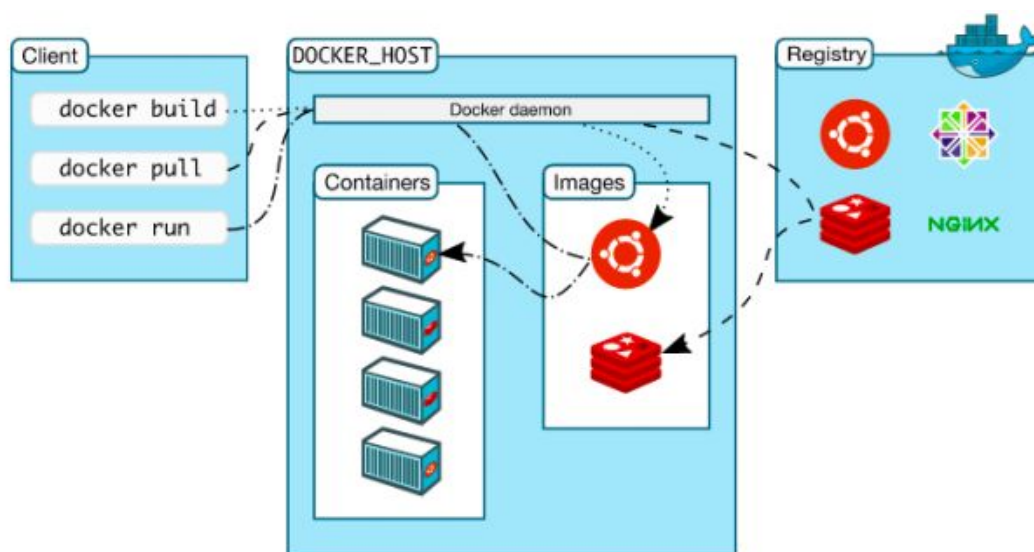 Client
docker build
docker pull
docker run
DOCKER_HOST
Docker daemon
Containers
Images
Registry
NGINX